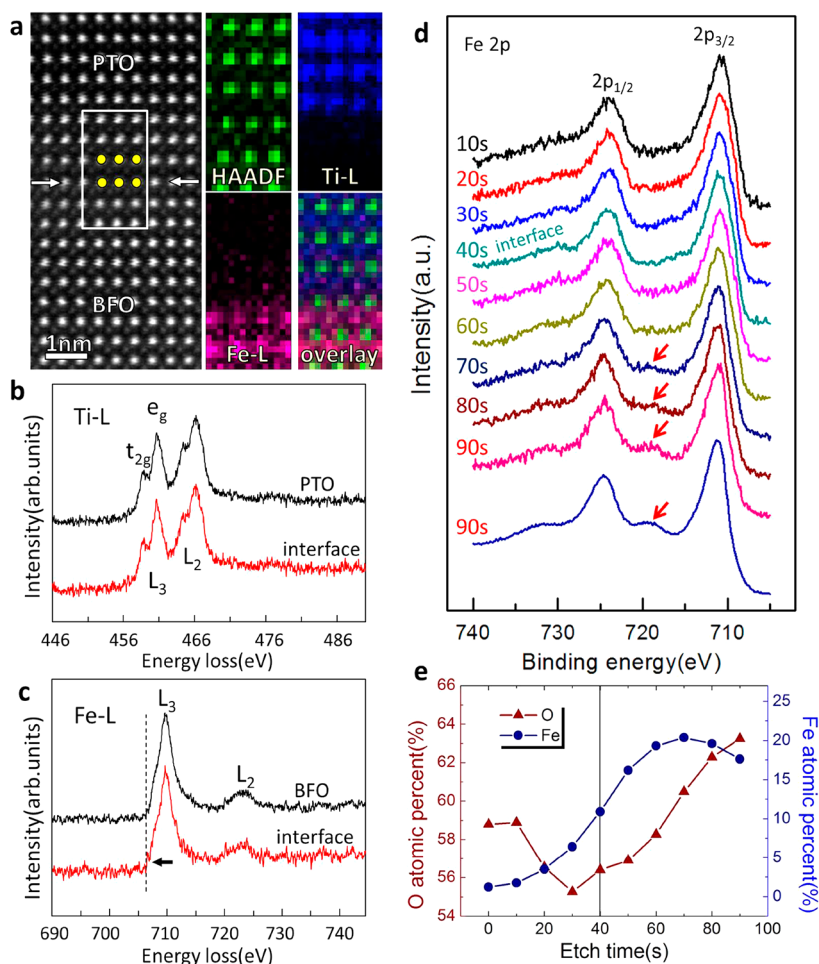 a
PTO
BFO
1nm
HAADF
Ti-L
Fe-L
overlay
b
Ti-L
t2g
eg
PTO
interface
L3
L2
Intensity(arb.units)
446 456 466 476 486
Energy loss(eV)
c
Fe-L
L3
L2
BFO
interface
Intensity(arb.units)
690 700 710 720 730 740
Energy loss(eV)
d
Fe 2p
2p1/2
2p3/2
10s
20s
30s
40s interface
50s
60s
70s
80s
90s
90s
Intensity(a.u.)
740 730 720 710
Binding energy(eV)
e
O
Fe
O atomic percent(%)
66
64
62
60
58
56
54
Fe atomic percent(%)
25
20
15
10
5
0
0 20 40 60 80 100
Etch time(s)